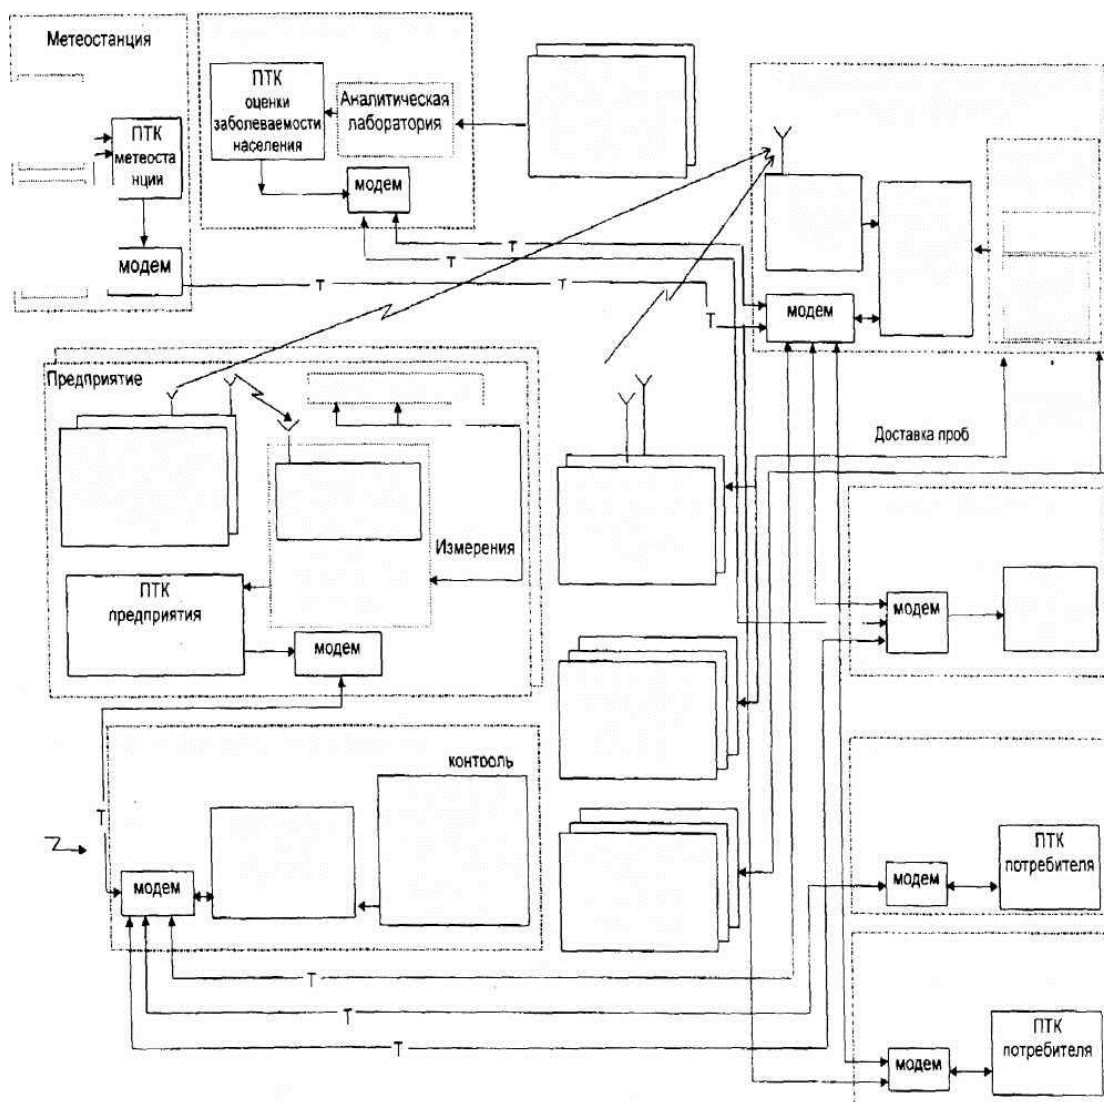 Метеостанция
ПТК
метеоста
нции
модем
ПТК
оценки
заболеваемости
населения
Аналитическая
лаборатория
модем
Т
Т
Т
Т
Т
модем
Предприятие
Измерения
ПТК
предприятия
модем
Доставка проб
модем
контроль
Т
модем
ПТК
потребителя
модем
Т
Т
Т
ПТК
потребителя
модем